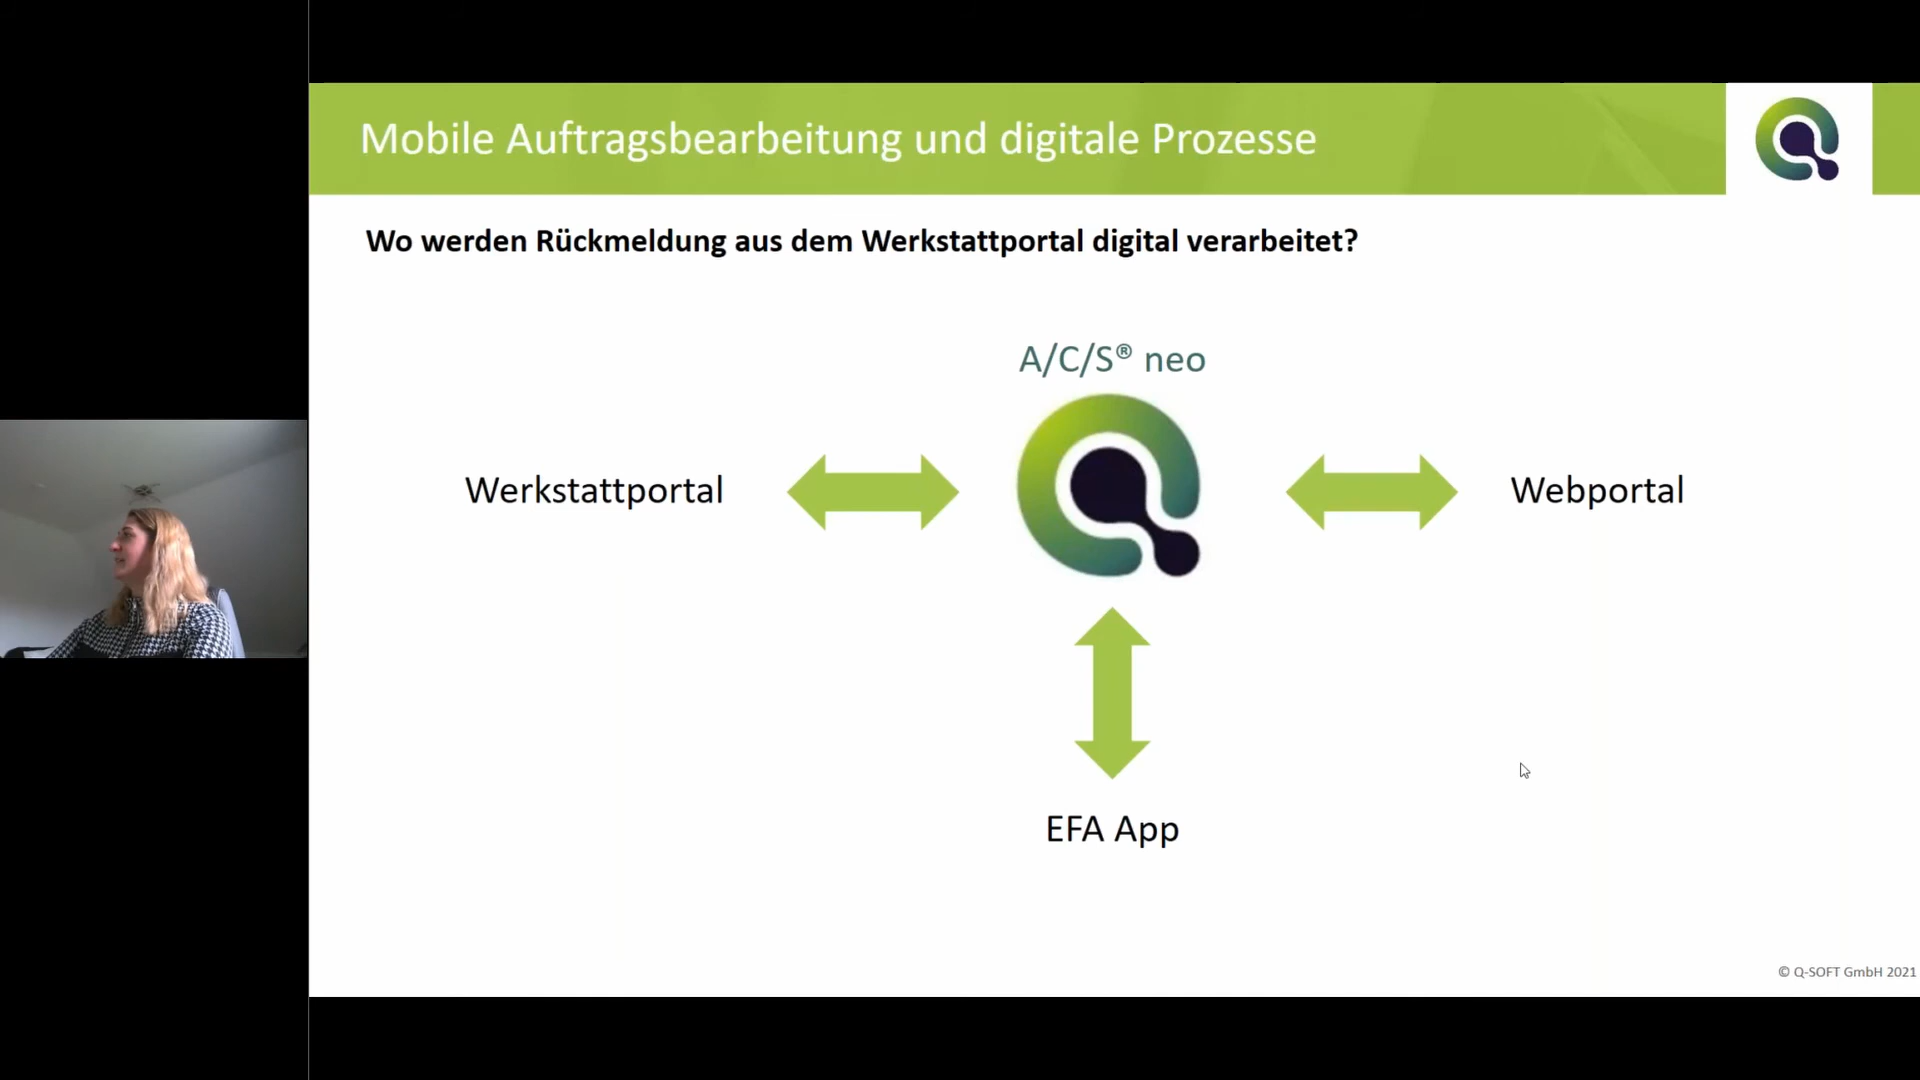 Mobile Auftragsbearbeitung und digitale Prozesse
Wo werden Rückmeldung aus dem Werkstattportal digital verarbeitet?
A/C/S® neo
Werkstattportal
Webportal
EFA App
© Q-SOFT GmbH 2021